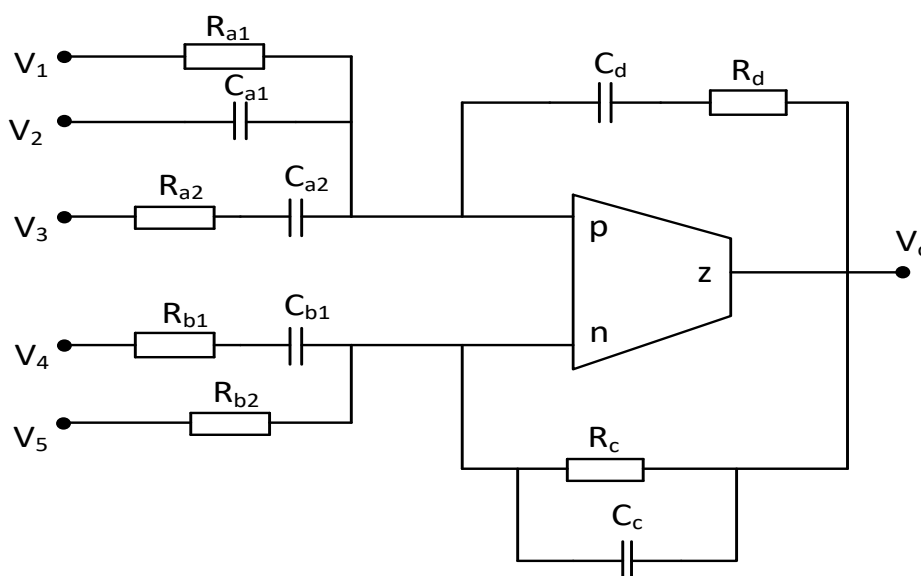 R_a1
V_1
C_a1
V_2
R_a2
C_a2
V_3
R_b1
C_b1
V_4
R_b2
V_5
C_d
R_d
p
z
n
R_c
C_c